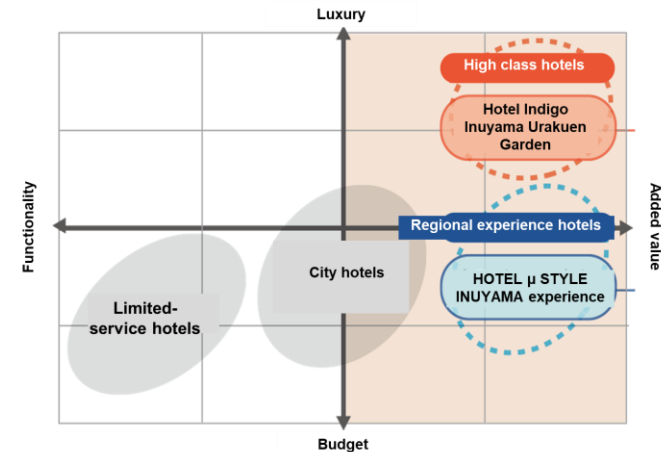 Luxury
High class hotels
Hotel Indigo
Inuyama Urakuen
Garden
Functionality
Added value
Regional experience hotels
City hotels
HOTEL μ STYLE
INUYAMA experience
Limited-
service hotels
Budget